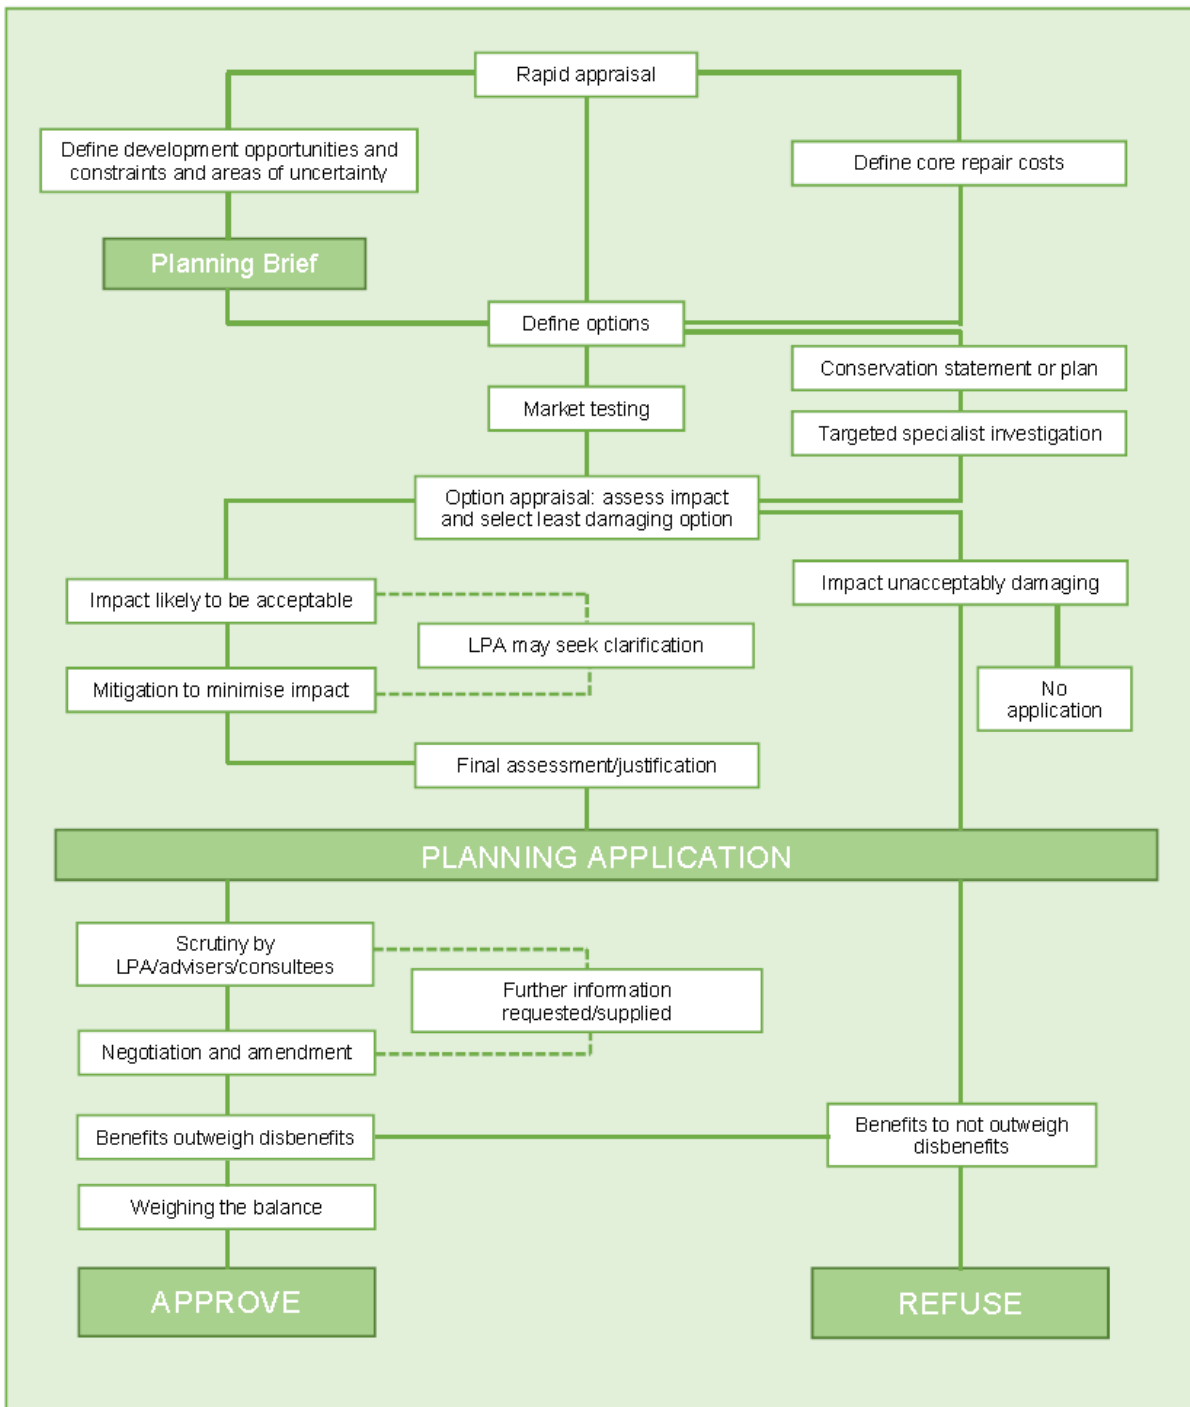 Rapid appraisal
Define development opportunities and
constraints and areas of uncertainty
Define core repair costs
Planning Brief
Define options
Conservation statement or plan
Market testing
Targeted specialist investigation
Option appraisal: assess impact
and select least damaging option
Impact likely to be acceptable
Impact unacceptably damaging
LPA may seek clarification
Mitigation to minimise impact
No
application
Final assessment/justification
PLANNING APPLICATION
Scrutiny by
LPA/advisers/consultees
Further information
requested/supplied
Negotiation and amendment
Benefits outweigh disbenefits
Benefits to not outweigh
disbenefits
Weighing the balance
APPROVE
REFUSE